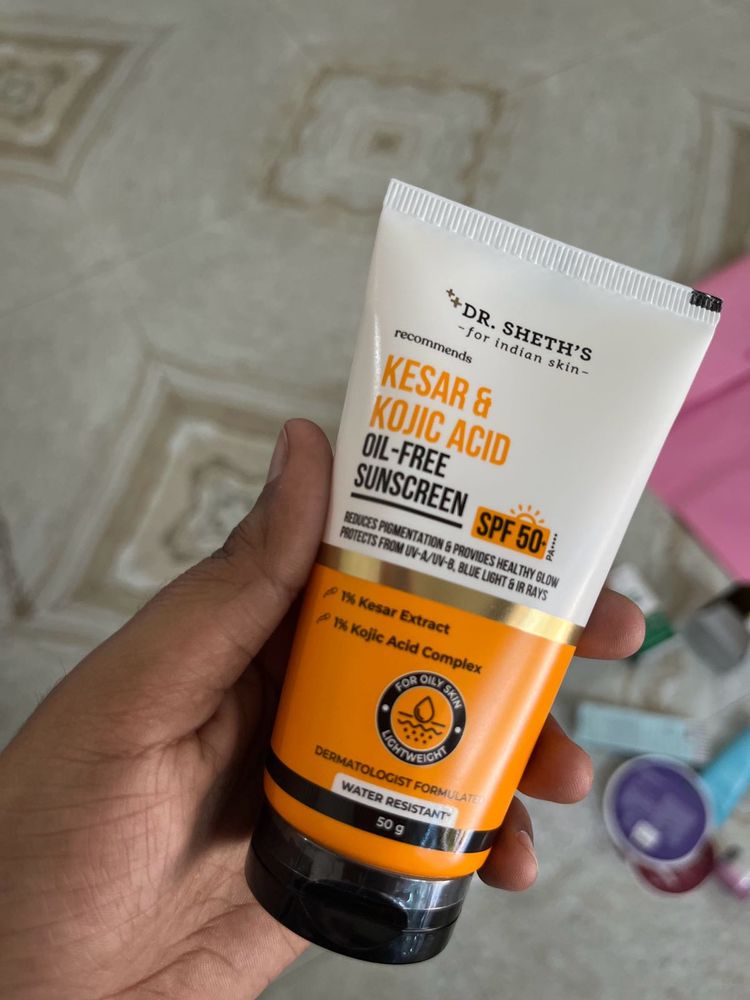 DR. SHETH'S
-for indian skin-
recommends
KESAR &
KOJIC ACID
OIL-FREE
SUNSCREEN
SPF 50+
PA++++
REDUCES PIGMENTATION & PROVIDES HEALTHY GLOW
PROTECTS FROM UV-A/UV-B, BLUE LIGHT & IR RAYS
1% Kesar Extract
1% Kojic Acid Complex
FOR OILY SKIN
LIGHTWEIGHT
DERMATOLOGIST FORMULATED
WATER RESISTANT*
50 g